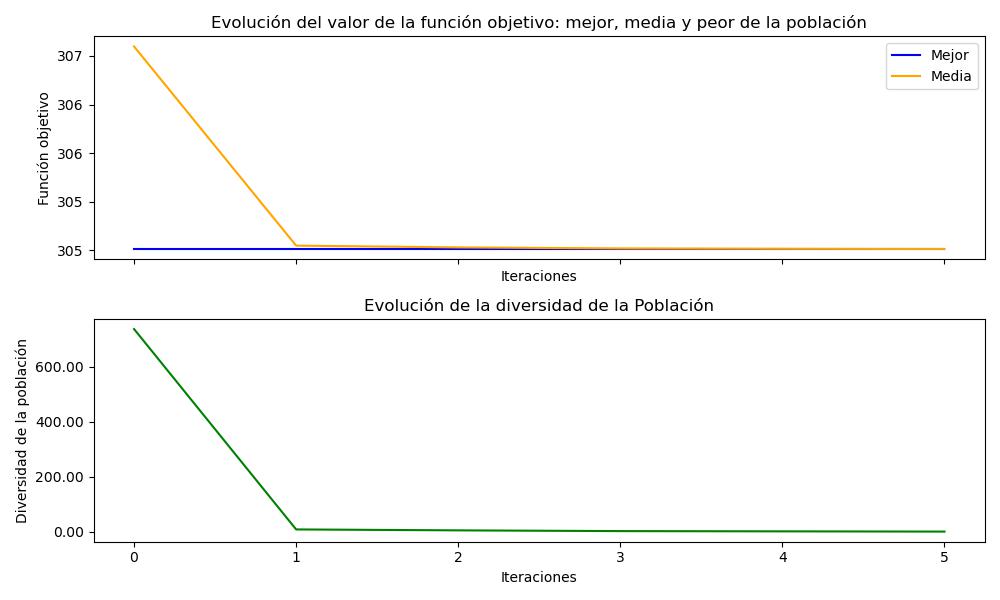 Evolución del valor de la función objetivo: mejor, media y peor de la población
Función objetivo
307
306
306
305
305
Mejor
Media
Iteraciones
Evolución de la diversidad de la Población
Diversidad de la población
600.00
400.00
200.00
0.00
0 1 2 3 4 5
Iteraciones